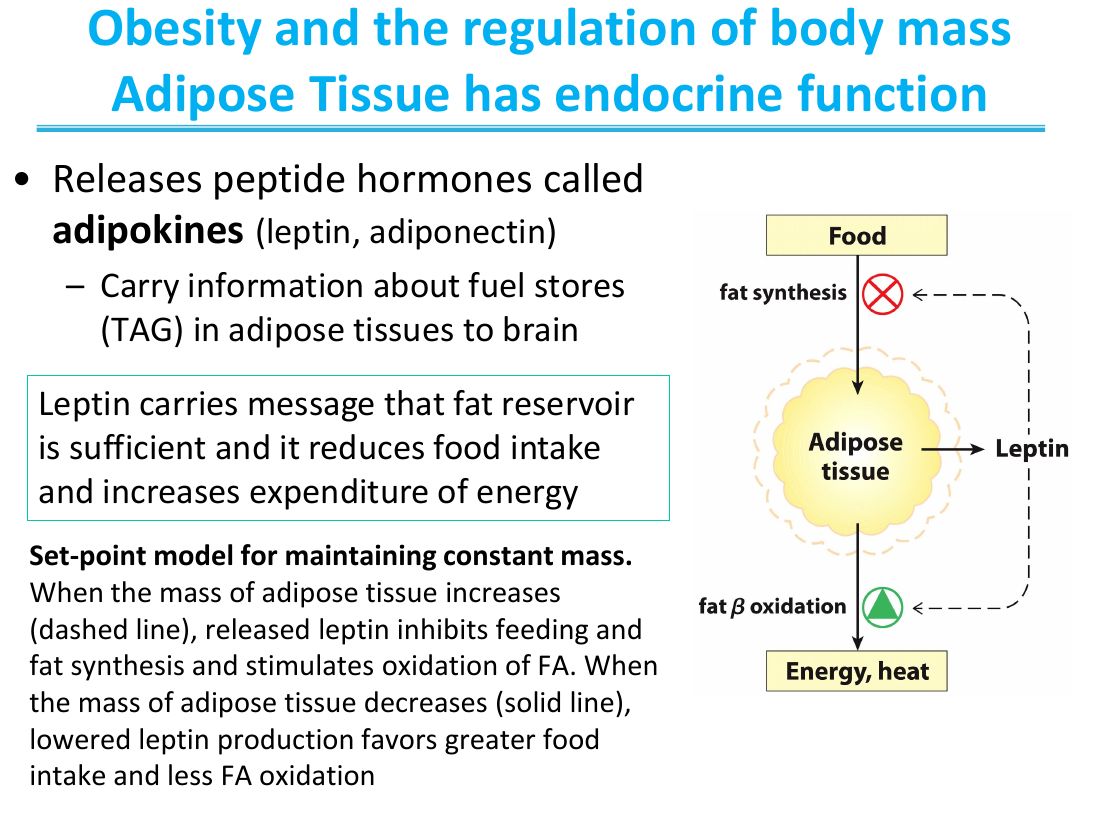 Obesity and the regulation of body mass
Adipose Tissue has endocrine function
• Releases peptide hormones called
adipokines (leptin, adiponectin)
– Carry information about fuel stores
(TAG) in adipose tissues to brain
Leptin carries message that fat reservoir
is sufficient and it reduces food intake
and increases expenditure of energy
Set-point model for maintaining constant mass.
When the mass of adipose tissue increases
(dashed line), released leptin inhibits feeding and
fat synthesis and stimulates oxidation of FA. When
the mass of adipose tissue decreases (solid line),
lowered leptin production favors greater food
intake and less FA oxidation
Food
fat synthesis
Adipose
tissue
Leptin
fat β oxidation
Energy, heat